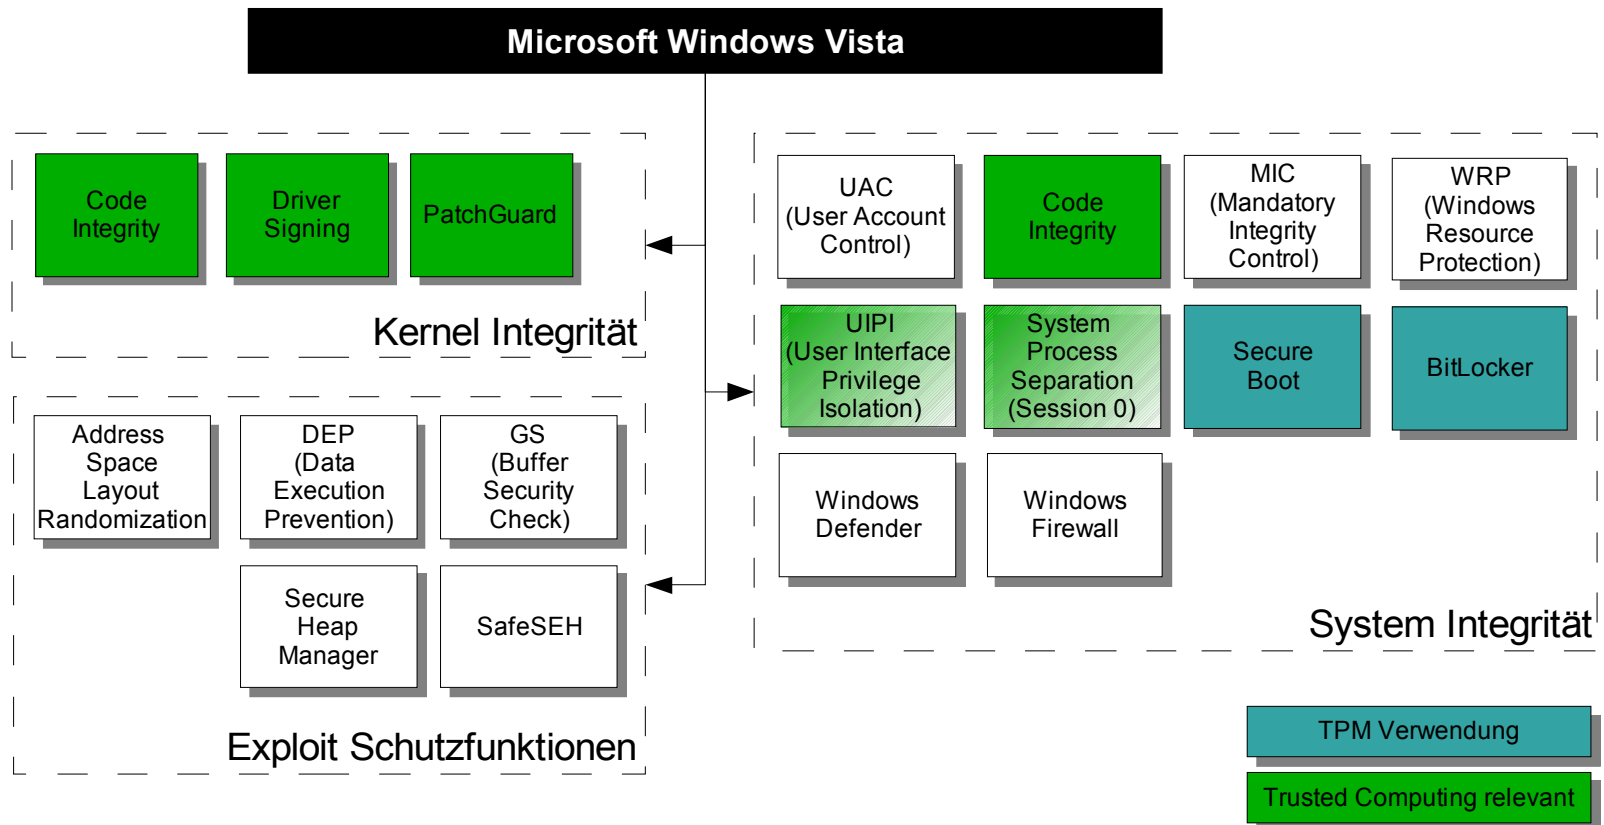 Microsoft Windows Vista
Code
Integrity
Driver
Signing
PatchGuard
Kernel Integrität
Address
Space
Layout
Randomization
DEP
(Data
Execution
Prevention)
GS
(Buffer
Security
Check)
Secure
Heap
Manager
SafeSEH
Exploit Schutzfunktionen
UAC
(User Account
Control)
Code
Integrity
MIC
(Mandatory
Integrity
Control)
WRP
(Windows
Resource
Protection)
UIPI
(User Interface
Privilege
Isolation)
System
Process
Separation
(Session 0)
Secure
Boot
BitLocker
Windows
Defender
Windows
Firewall
System Integrität
TPM Verwendung
Trusted Computing relevant